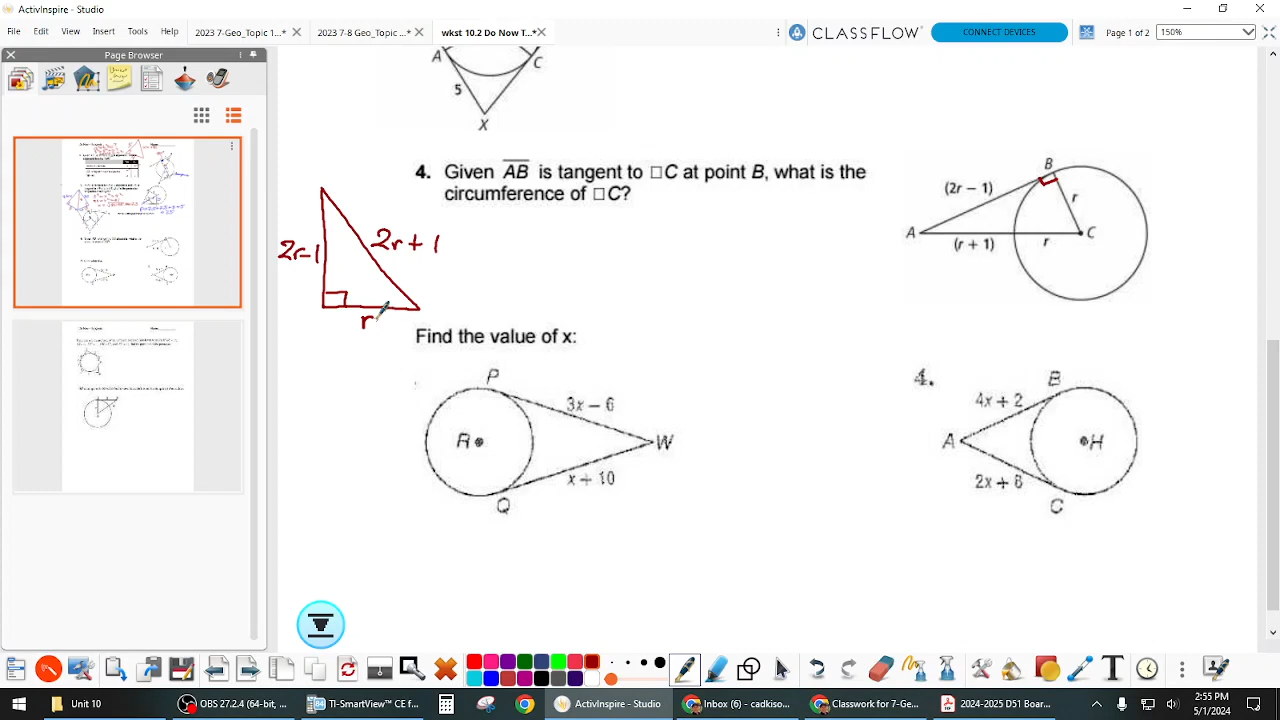 ActivInspire - Studio
File Edit View Insert Tools Help
2023 7-Geo_Topic 1...*
2023 7-8 Geo_Topic ...*
wkst 10.2 Do Now T...*
CLASSFLOW
CONNECT DEVICES
Page 1 of 2
150%
Page Browser
A
C
5
X
4. Given AB is tangent to □C at point B, what is the
circumference of □C?
2r-1
2r+1
r
B
(2r – 1)
r
A
C
(r + 1)
r
Find the value of x:
P
3x – 6
R
W
x + 10
Q
4.
B
4x + 2
A
H
2x + 6
C
Unit 10
OBS 27.2.4 (64-bit, ...
TI-SmartView™ CE F...
ActivInspire - Studio
Inbox (6) - cadkiso...
Classwork for 7-Ge...
2024-2025 D51 Boar...
2:55 PM
5/1/2024